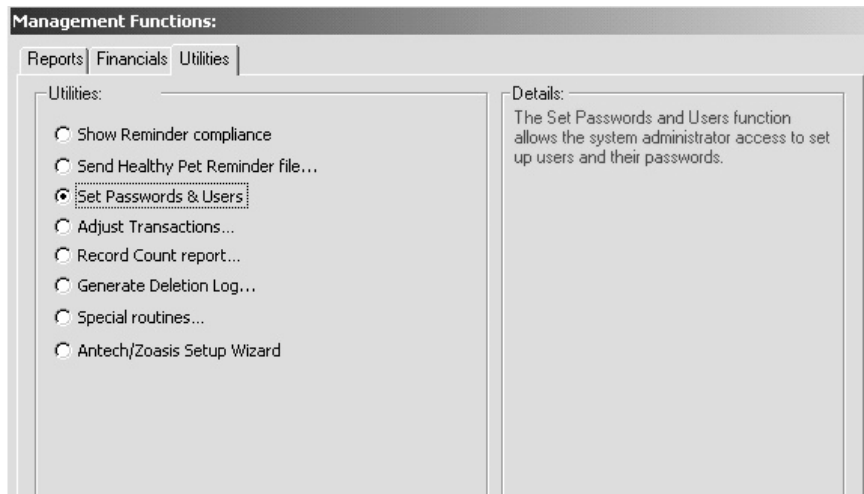 Management Functions:
Reports Financials Utilities
Utilities:
Show Reminder compliance
Send Healthy Pet Reminder file...
Set Passwords & Users
Adjust Transactions...
Record Count report...
Generate Deletion Log...
Special routines...
Antech/Zoasis Setup Wizard
Details:
The Set Passwords and Users function
allows the system administrator access to set
up users and their passwords.